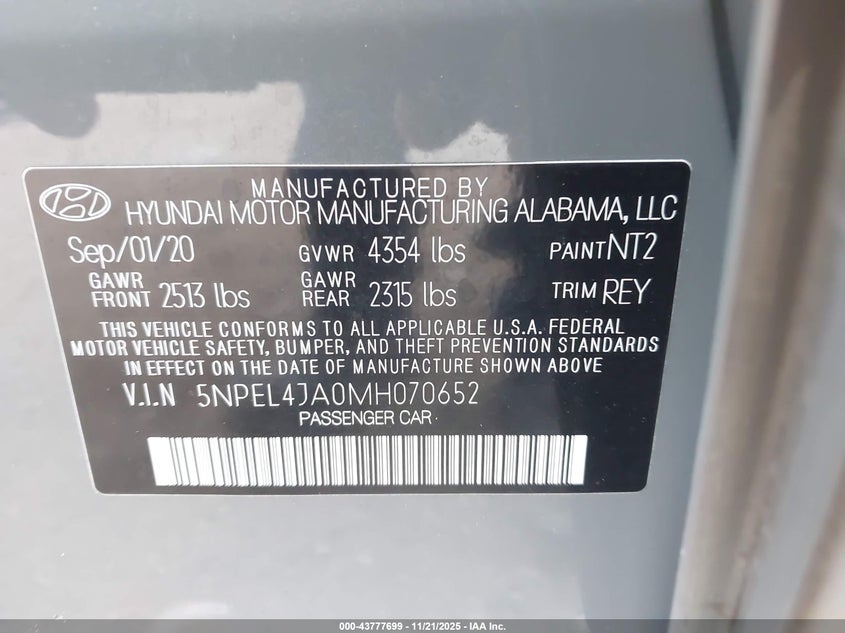 MANUFACTURED BY
HYUNDAI MOTOR MANUFACTURING ALABAMA, LLC
Sep/01/20 GVWR 4354 lbs PAINT NT2
GAWR FRONT 2513 lbs GAWR REAR 2315 lbs TRIM REY
THIS VEHICLE CONFORMS TO ALL APPLICABLE U.S.A. FEDERAL
MOTOR VEHICLE SAFETY, BUMPER, AND THEFT PREVENTION STANDARDS
IN EFFECT ON THE DATE OF MANUFACTURE SHOWN ABOVE
V.I.N 5NPEL4JA0MH070652
PASSENGER CAR
000-43777699 - 11/21/2025 - IAA Inc.